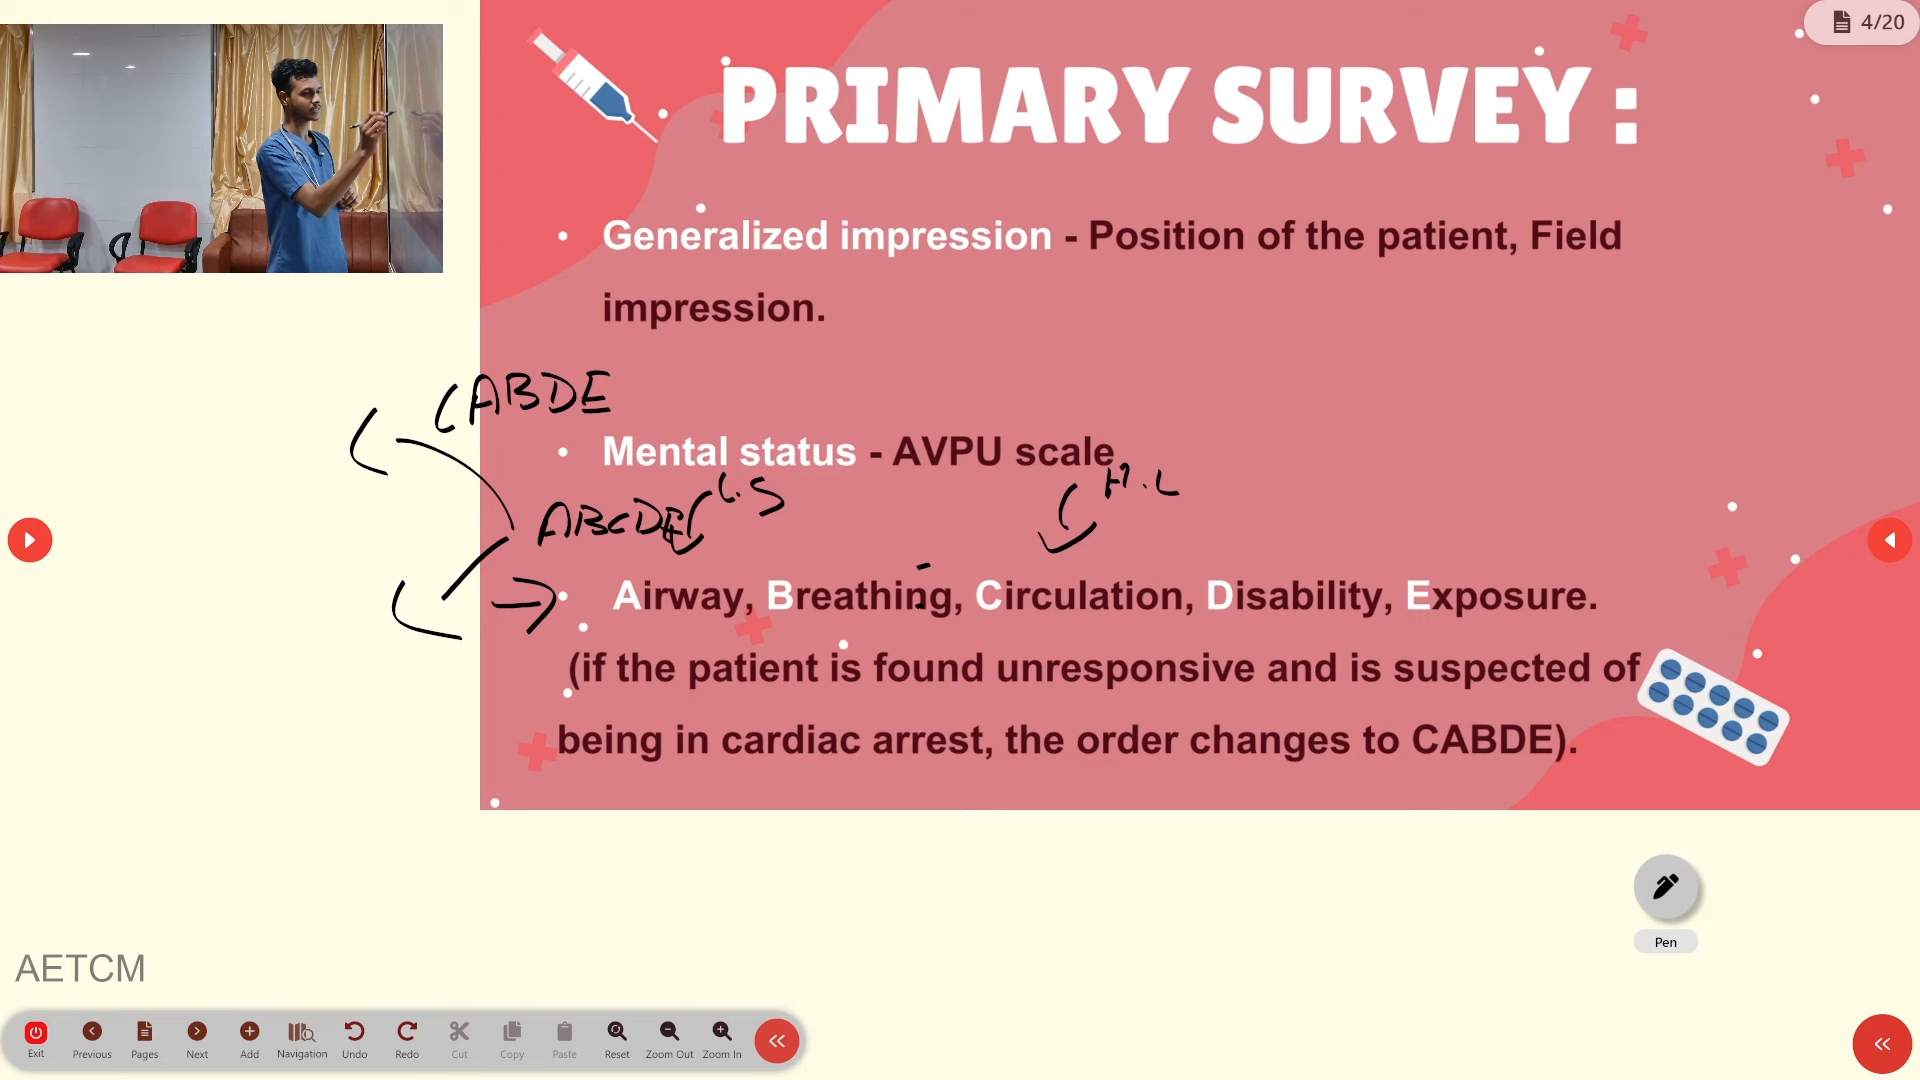 4/20
PRIMARY SURVEY :
• Generalized impression - Position of the patient, Field
impression.
CABDE
• Mental status - AVPU scale
L.S
H.L
ABCDE
• Airway, Breathing, Circulation, Disability, Exposure.
(if the patient is found unresponsive and is suspected of
being in cardiac arrest, the order changes to CABDE).
Pen
AETCM
Exit Previous Pages Next Add Navigation Undo Redo Cut Copy Paste Reset Zoom Out Zoom In